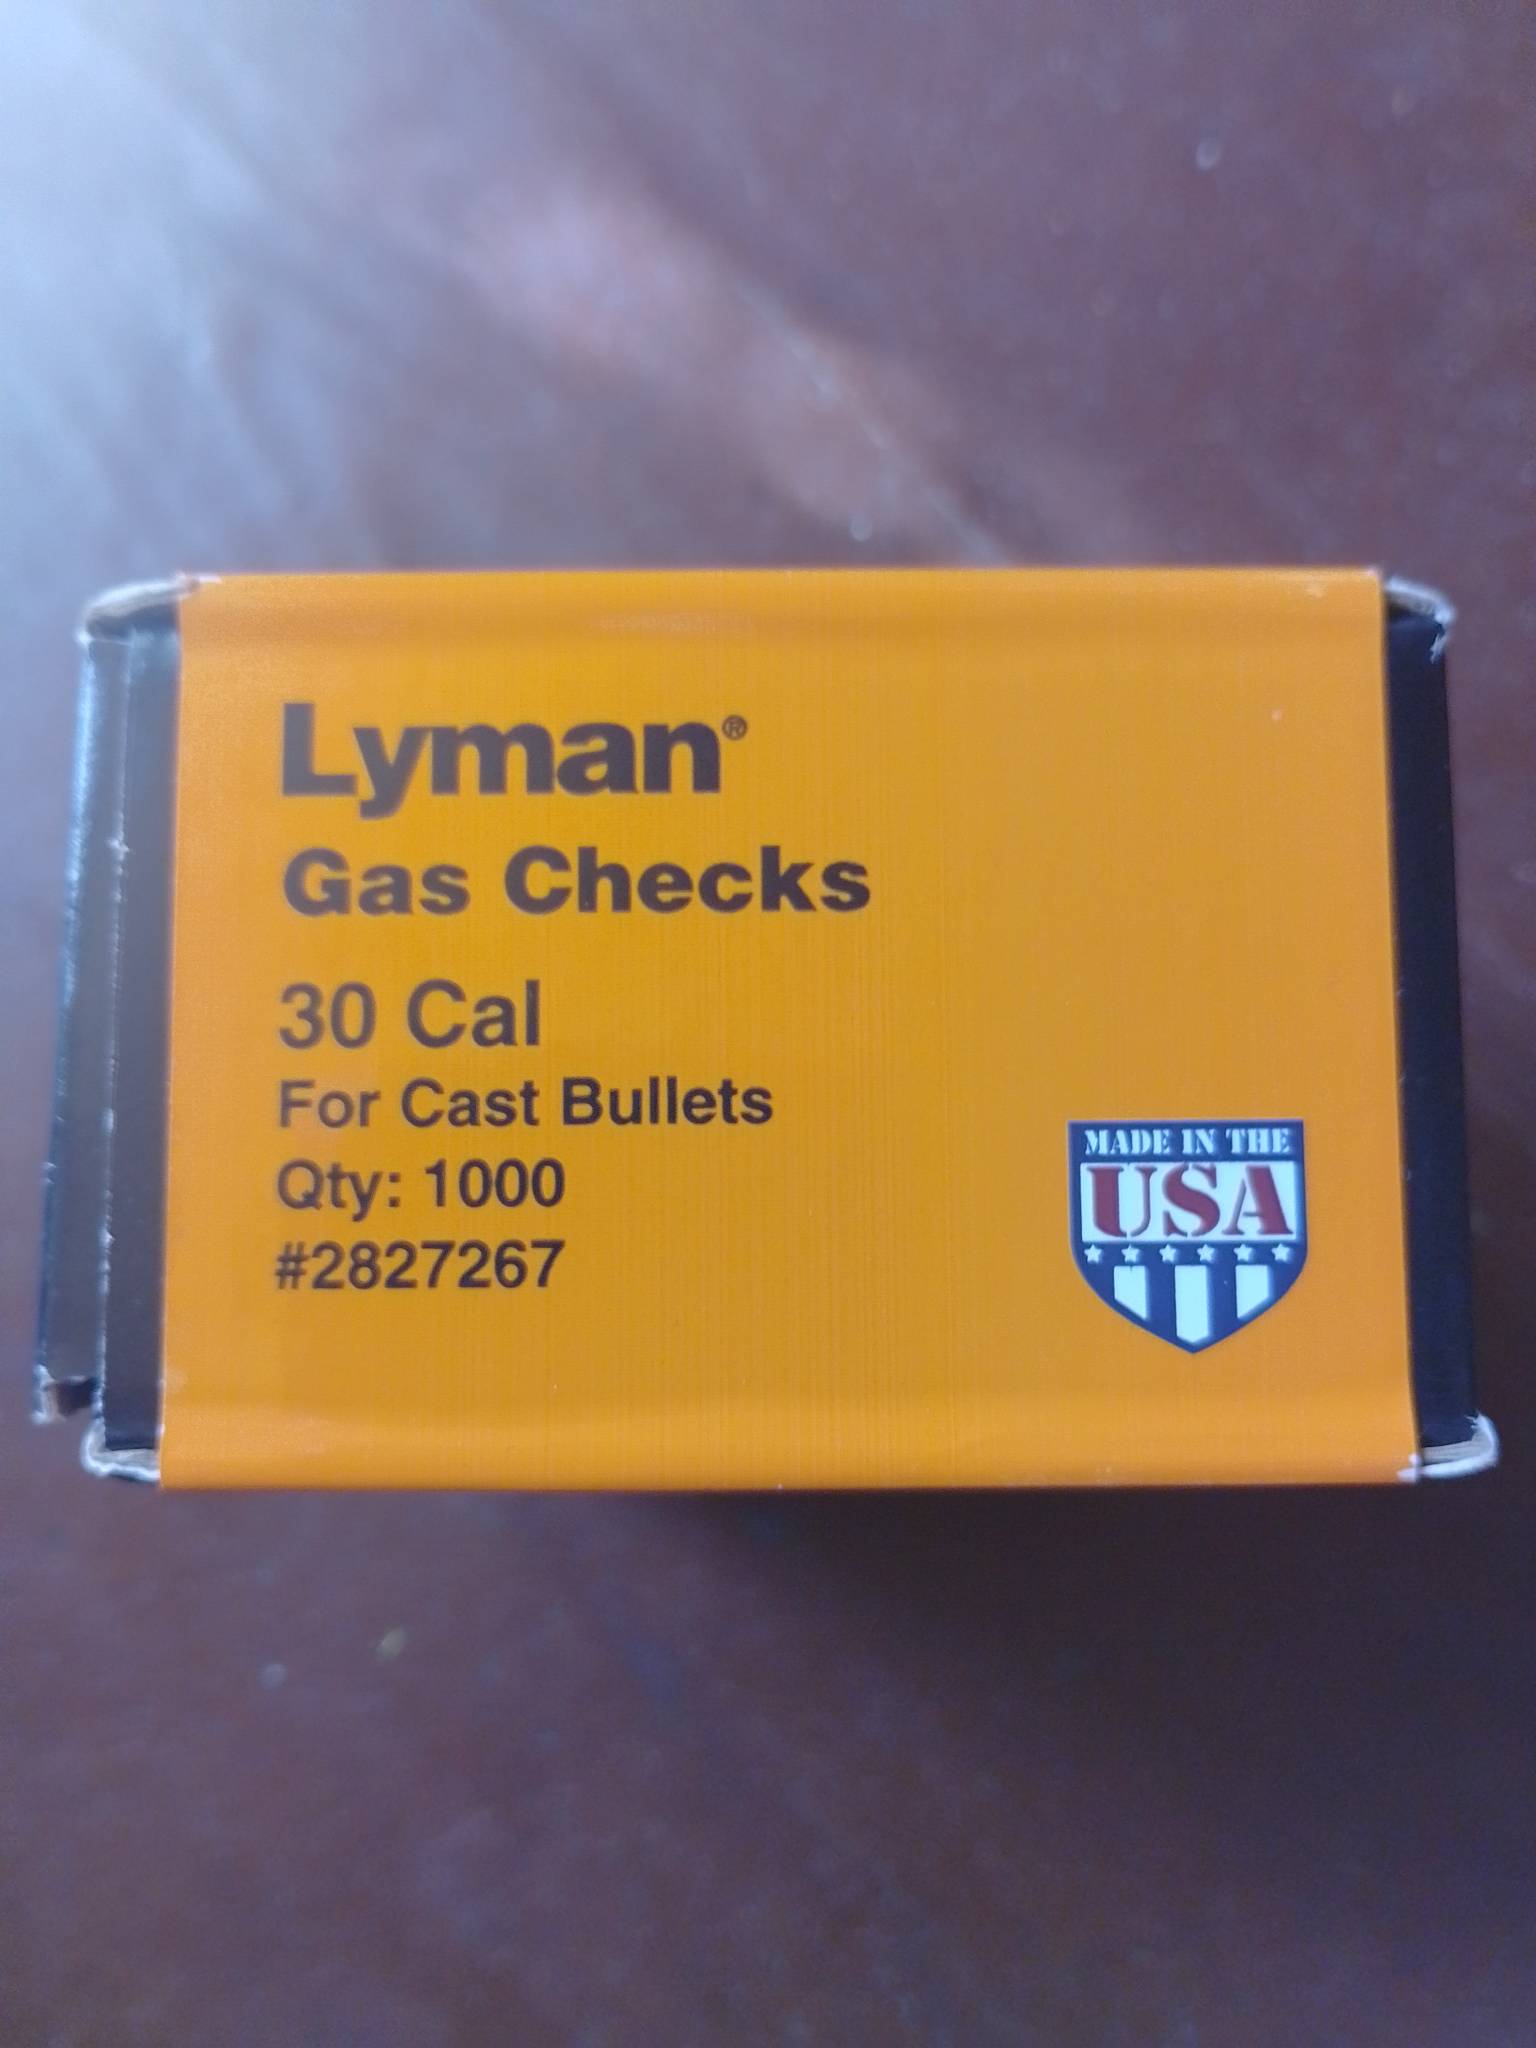 Lyman®
Gas Checks
30 Cal
For Cast Bullets
Qty: 1000
#2827267
MADE IN THE
USA